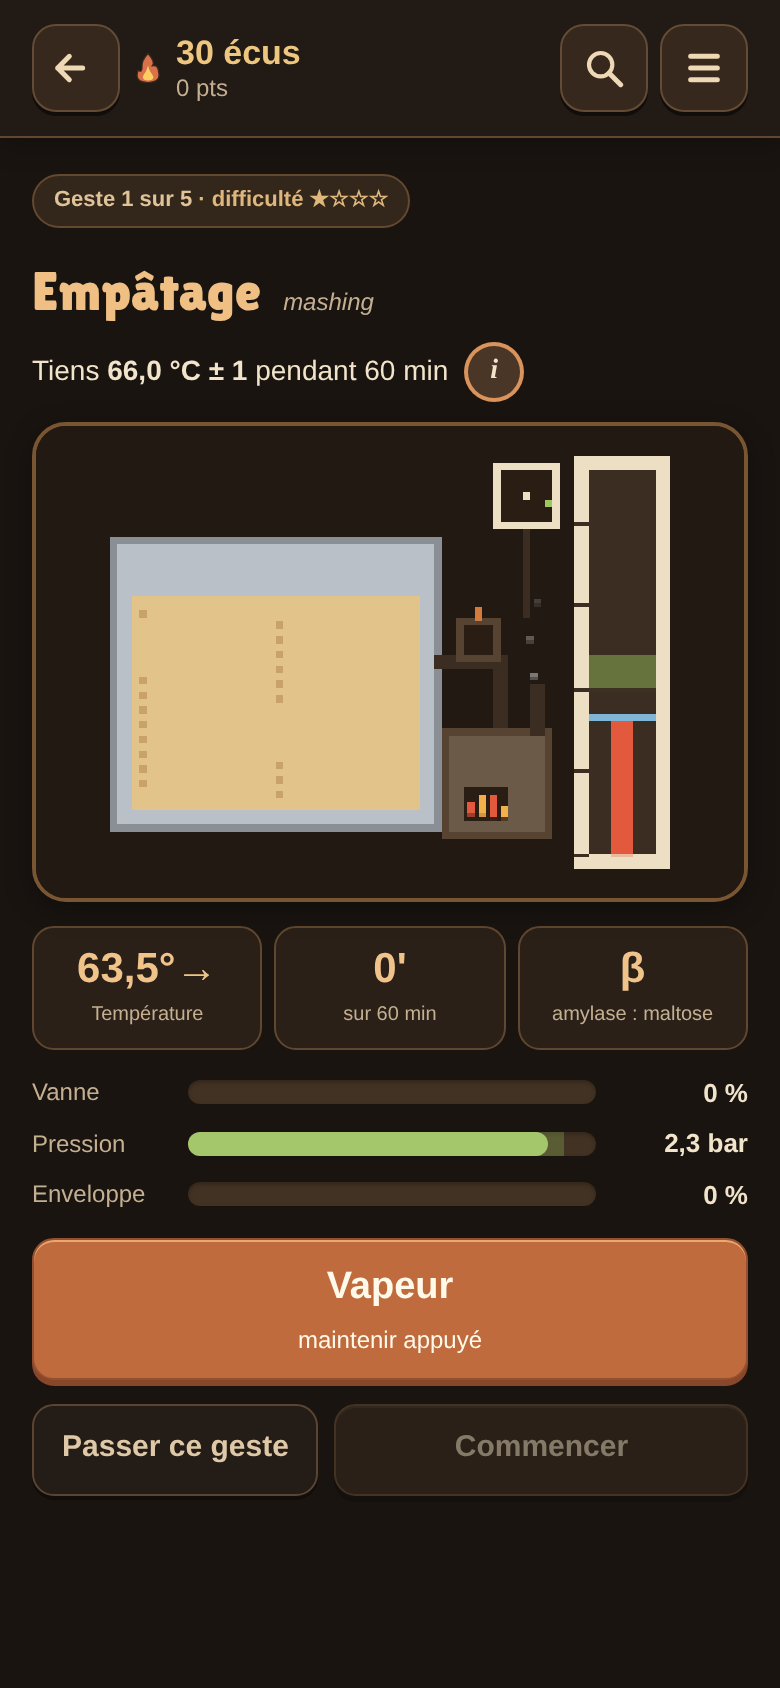 30 écus
0 pts
Geste 1 sur 5 · difficulté ★☆☆☆
Empâtage mashing
Tiens 66,0 °C ± 1 pendant 60 min i
63,5°→ 0' β
Température sur 60 min amylase : maltose
Vanne 0 %
Pression 2,3 bar
Enveloppe 0 %
Vapeur
maintenir appuyé
Passer ce geste Commencer